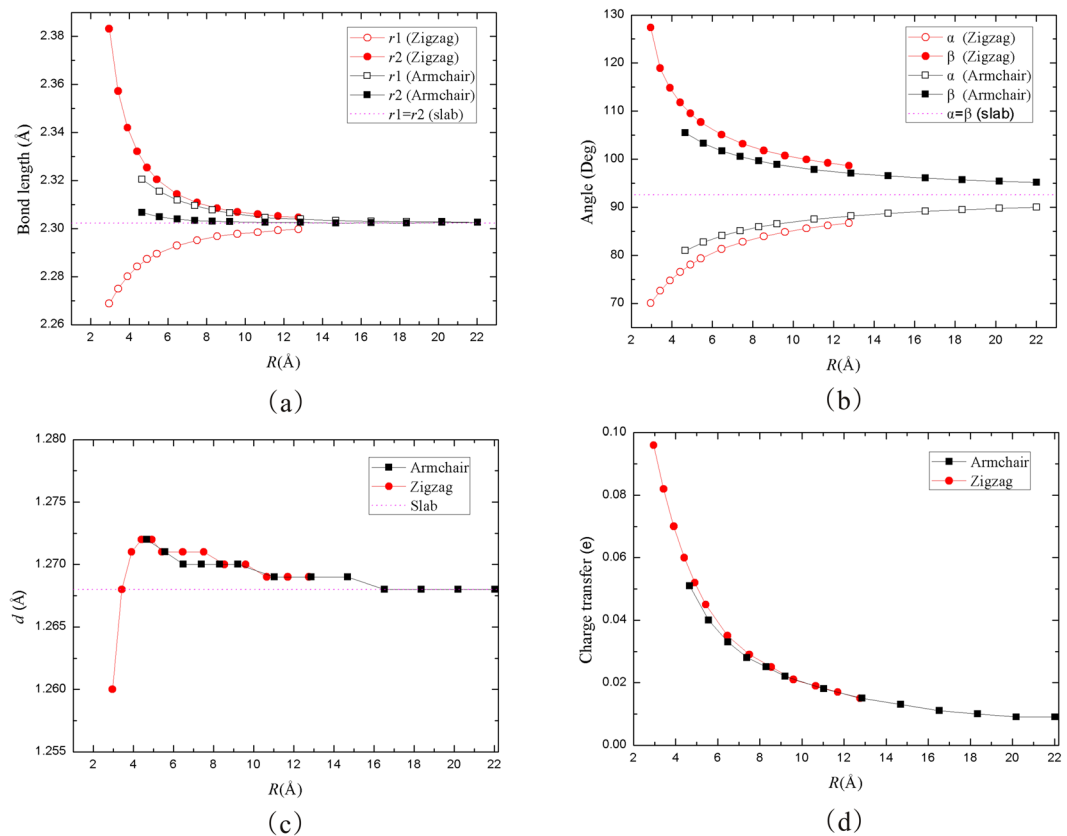 2.38
2.36
2.34
2.32
2.30
2.28
2.26
Bond length (Å)
r1 (Zigzag)
r2 (Zigzag)
r1 (Armchair)
r2 (Armchair)
r1=r2 (slab)
2 4 6 8 10 12 14 16 18 20 22
R(Å)
(a)
130
120
110
100
90
80
70
Angle (Deg)
α (Zigzag)
β (Zigzag)
α (Armchair)
β (Armchair)
α=β (slab)
2 4 6 8 10 12 14 16 18 20 22
R(Å)
(b)
1.280
1.275
1.270
1.265
1.260
1.255
d (Å)
Armchair
Zigzag
Slab
2 4 6 8 10 12 14 16 18 20 22
R(Å)
(c)
0.10
0.08
0.06
0.04
0.02
0.00
Charge transfer (e)
Armchair
Zigzag
2 4 6 8 10 12 14 16 18 20 22
R(Å)
(d)